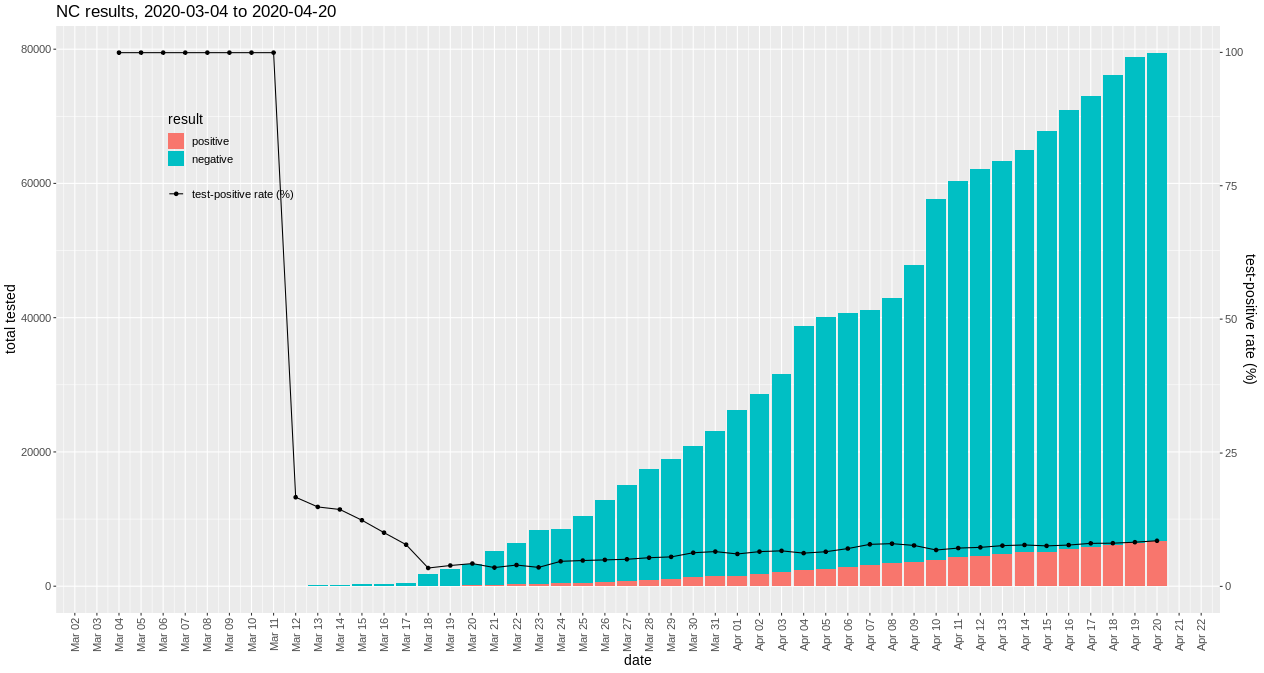 NC results, 2020-03-04 to 2020-04-20
total tested
80000
60000
40000
20000
0
result
positive
negative
test-positive rate (%)
100
75
50
25
0
test-positive rate (%)
Mar 02
Mar 03
Mar 04
Mar 05
Mar 06
Mar 07
Mar 08
Mar 09
Mar 10
Mar 11
Mar 12
Mar 13
Mar 14
Mar 15
Mar 16
Mar 17
Mar 18
Mar 19
Mar 20
Mar 21
Mar 22
Mar 23
Mar 24
Mar 25
Mar 26
Mar 27
Mar 28
Mar 29
Mar 30
Mar 31
Apr 01
Apr 02
Apr 03
Apr 04
Apr 05
Apr 06
Apr 07
Apr 08
Apr 09
Apr 10
Apr 11
Apr 12
Apr 13
Apr 14
Apr 15
Apr 16
Apr 17
Apr 18
Apr 19
Apr 20
Apr 21
Apr 22
date